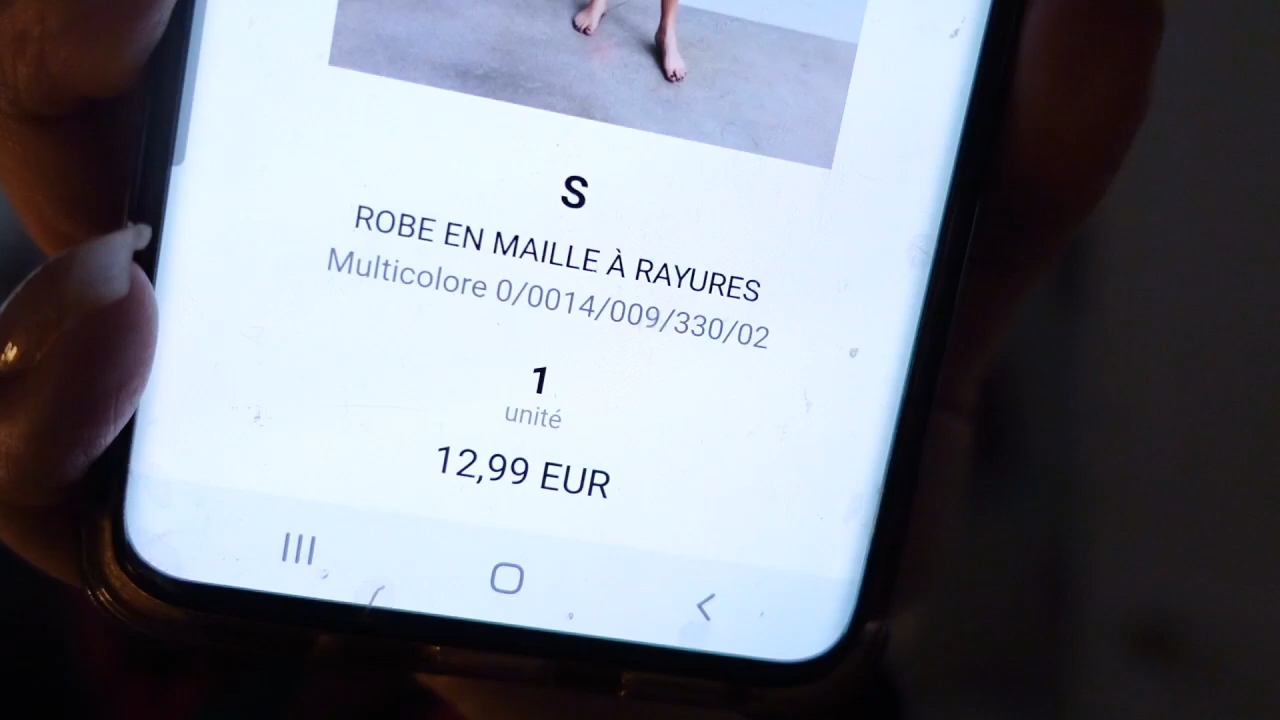 S
ROBE EN MAILLE À RAYURES
Multicolore 0/0014/009/330/02
1
unité
12,99 EUR